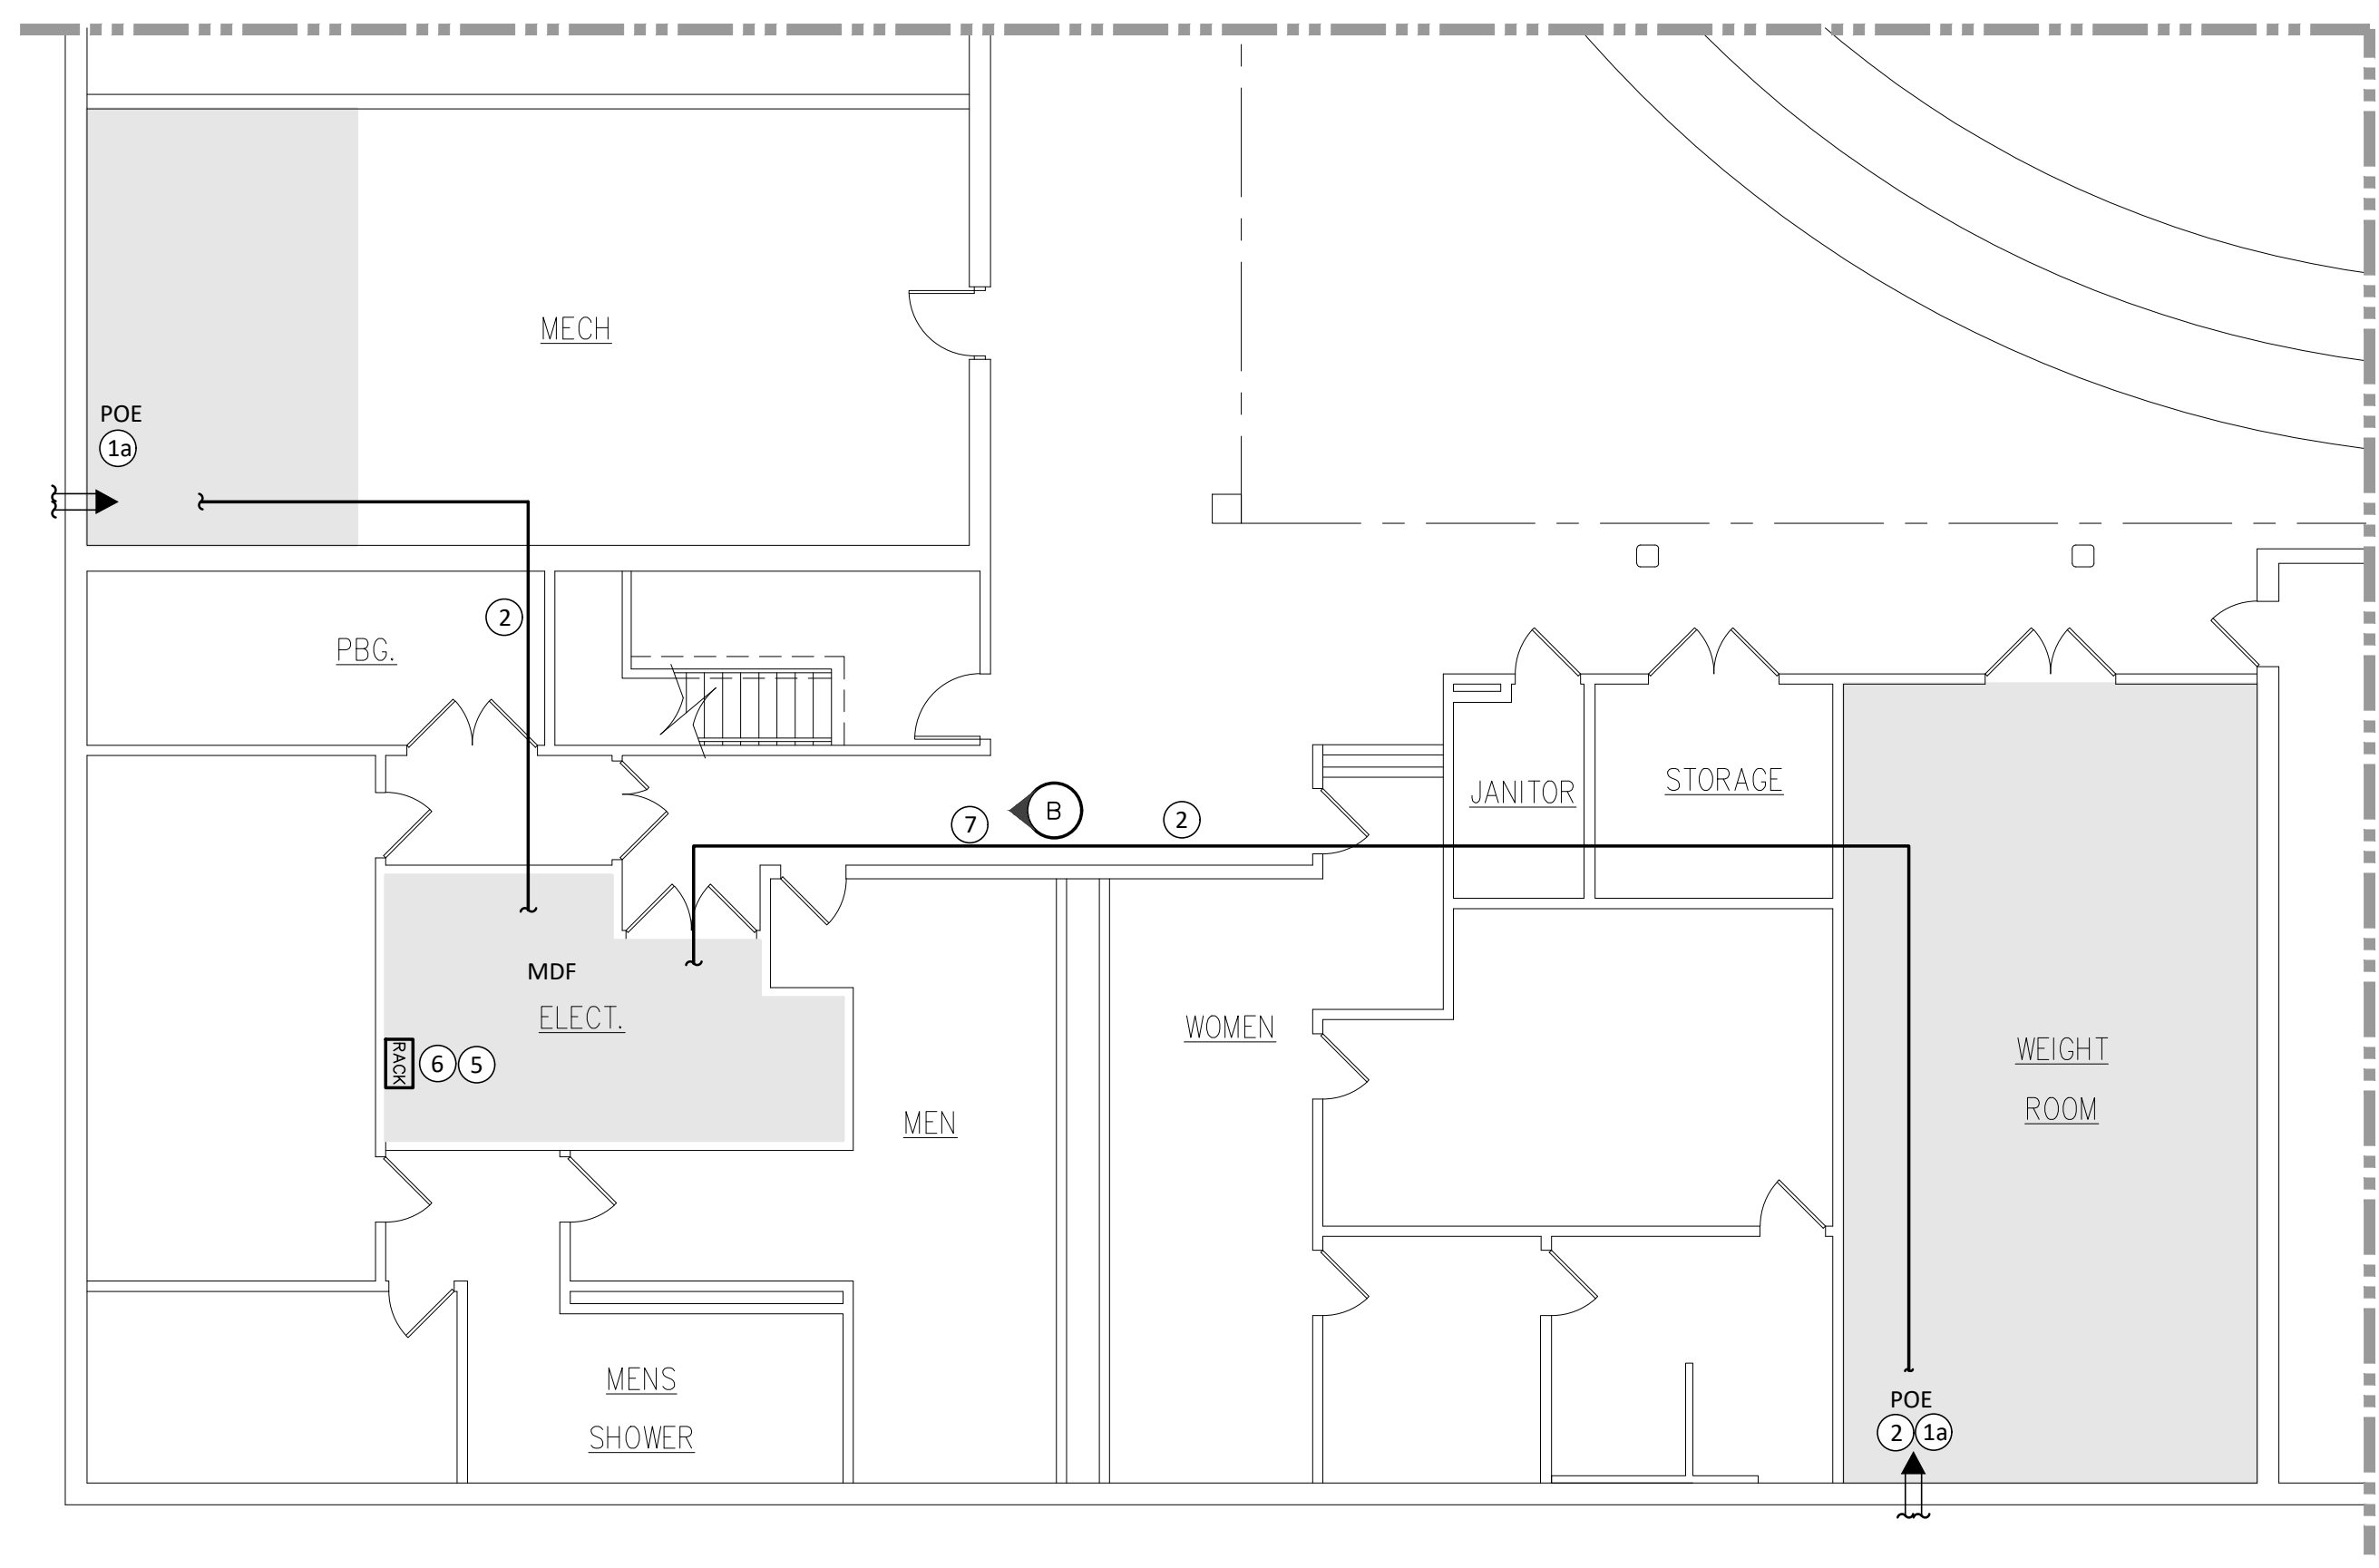 MECH
POE
1a
2
PBG.
JANITOR
STORAGE
7
B
2
MDF
ELECT.
RACK
6
5
WOMEN
WEIGHT
ROOM
MEN
MENS
SHOWER
POE
2
1a